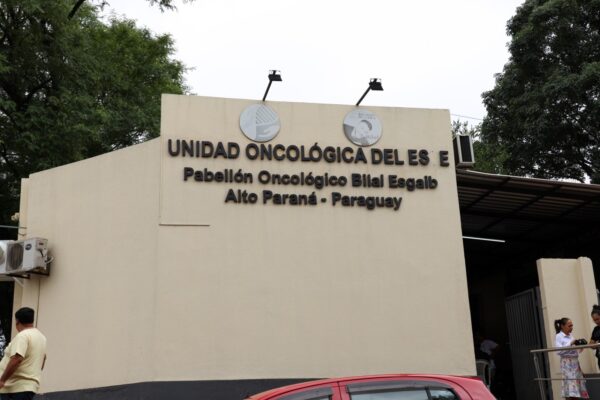 UNIDAD ONCOLÓGICA DEL ES E
Pabellón Oncológico Bilal Esgaib
Alto Paraná - Paraguay